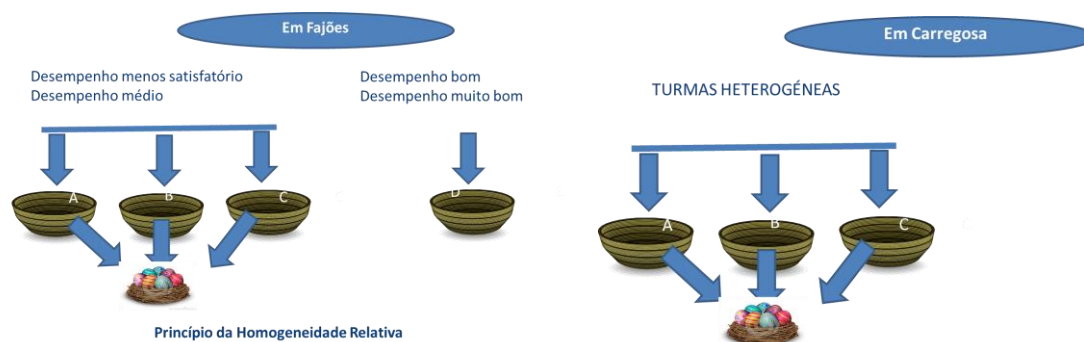 Em Fajões
Desempenho menos satisfatório
Desempenho médio
Desempenho bom
Desempenho muito bom
A
B
C
D
Princípio da Homogeneidade Relativa
Em Carregosa
TURMAS HETEROGÉNEAS
A
B
C